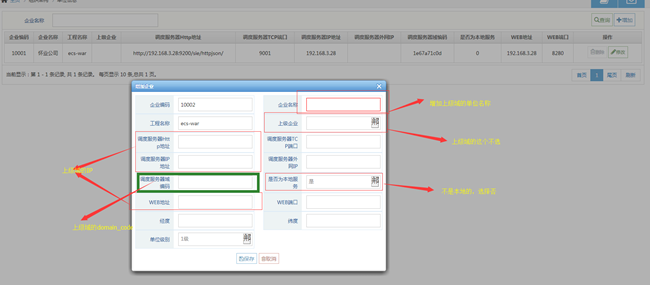 首页
企业名称
查询 增加
企业编码 企业名称 工程名称 上级企业 调度服务器Http地址 调度服务器TCP端口 调度服务器IP地址 调度服务器外网IP 调度服务器域编码 是否为本地服务 WEB地址 WEB端口 操作
10001 怀业公司 ecs-war http://192.168.3.28:9200/sie/httpjson/ 9001 192.168.3.28 1e67a71c0d 0 192.168.3.28 8280
当前显示：第 1 - 1 条记录, 共 1 条记录。 每页显示 10 条,总共 1 页。
首页 1 尾页 刷新
增加企业
企业编码 10002 企业名称
工程名称 ecs-war 上级企业
调度服务器Http地址 调度服务器TCP端口
调度服务器IP地址 调度服务器外网IP
调度服务器域编码 是否为本地服务 是
WEB地址 WEB端口
经度 纬度
单位级别 1级
保存 取消
上级域的单位名称
上级域的这个不选
不是本地的，选择否
上级域的IP
上级域的domain_code